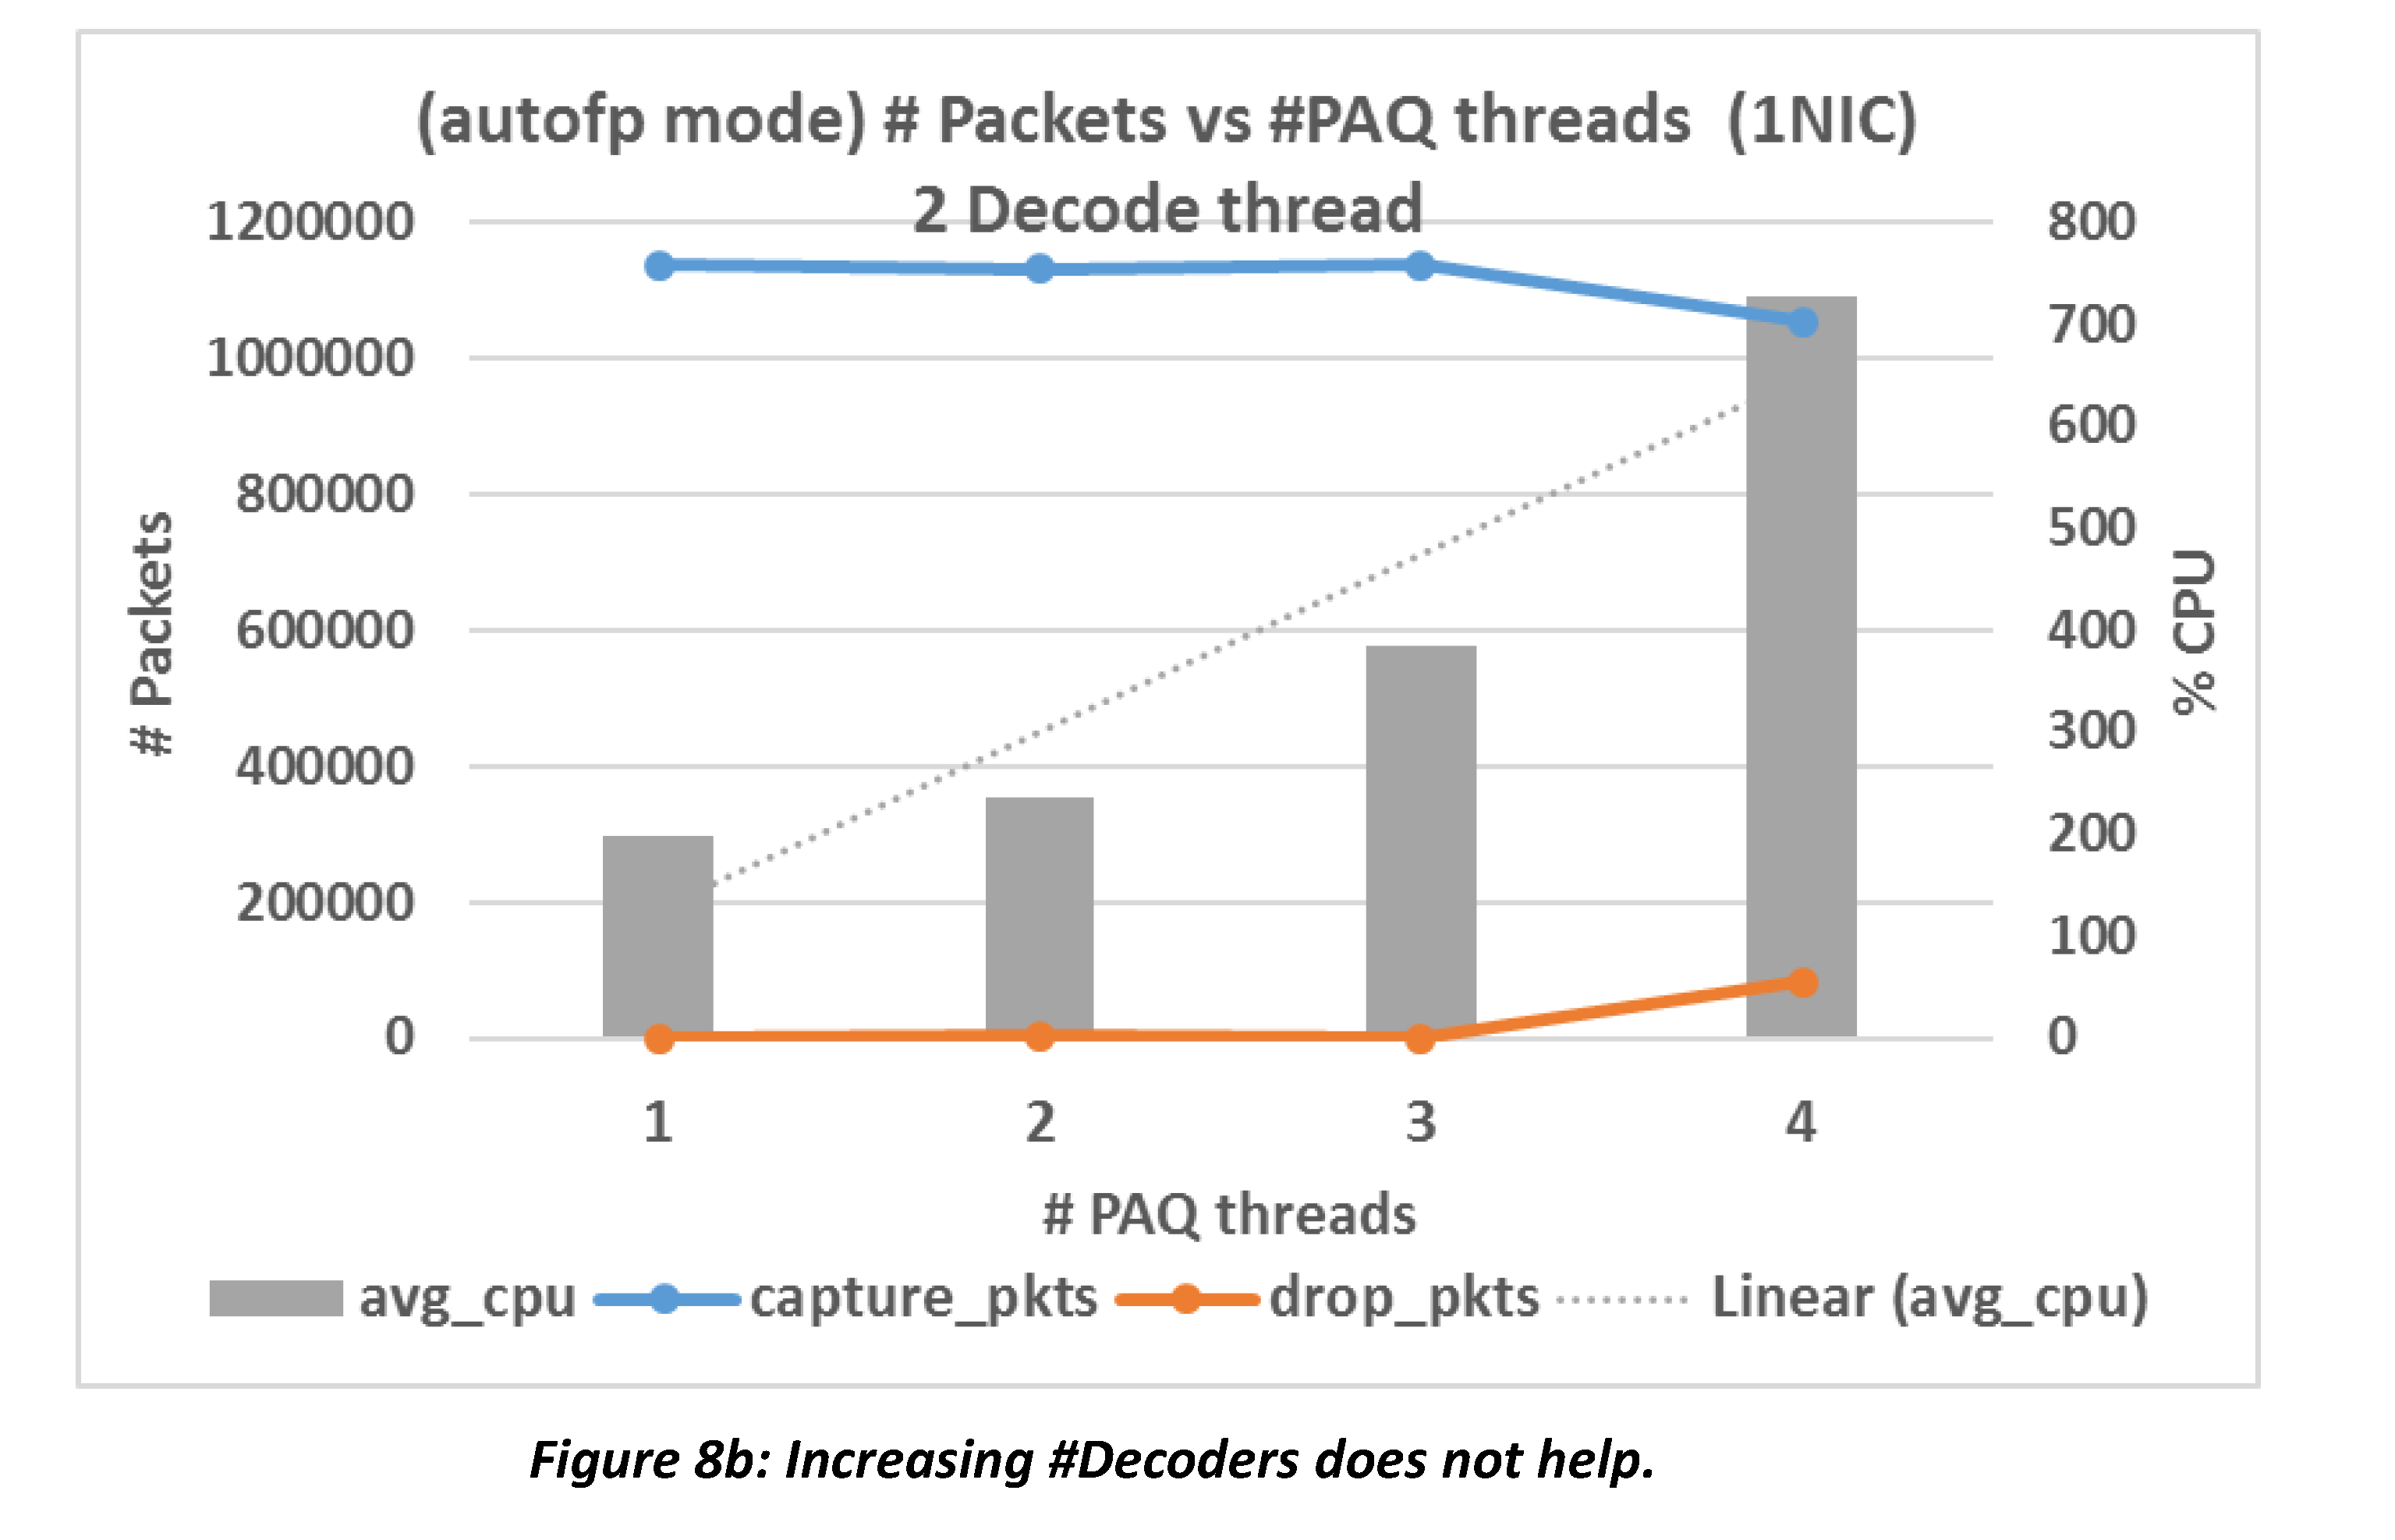 (autofp mode) # Packets vs #PAQ threads (1NIC)
2 Decode thread
1200000
1000000
800000
600000
400000
200000
0
# Packets
800
700
600
500
400
300
200
100
0
% CPU
1 2 3 4
# PAQ threads
avg_cpu capture_pkts drop_pkts Linear (avg_cpu)
Figure 8b: Increasing #Decoders does not help.